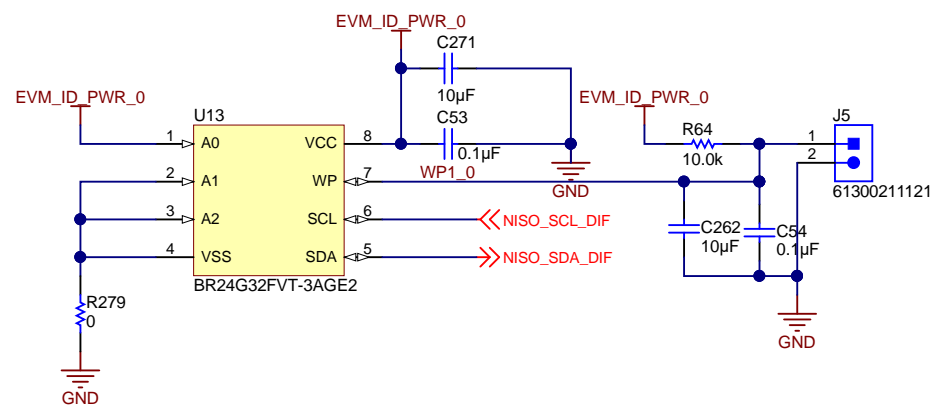 EVM_ID_PWR_0
C271
10µF
EVM_ID_PWR_0
U13
C53
0.1µF
EVM_ID_PWR_0
J5
1
A0
VCC
8
R64
10.0k
1
2
2
A1
WP
7
WP1_0
GND
61300211121
3
A2
SCL
6
NISO_SCL_DIF
C262
10µF
C54
0.1µF
4
VSS
SDA
5
NISO_SDA_DIF
BR24G32FVT-3AGE2
R279
0
GND
GND